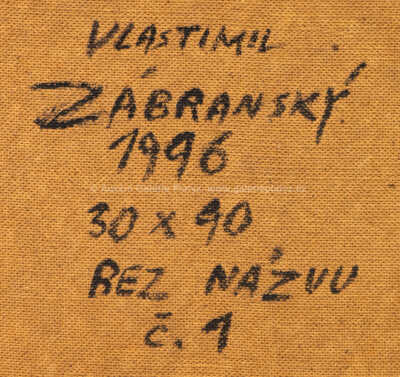 VLASTIMIL
ZÁBRANSKÝ
1996
30 x 90
BEZ NÁZVU
č. 1